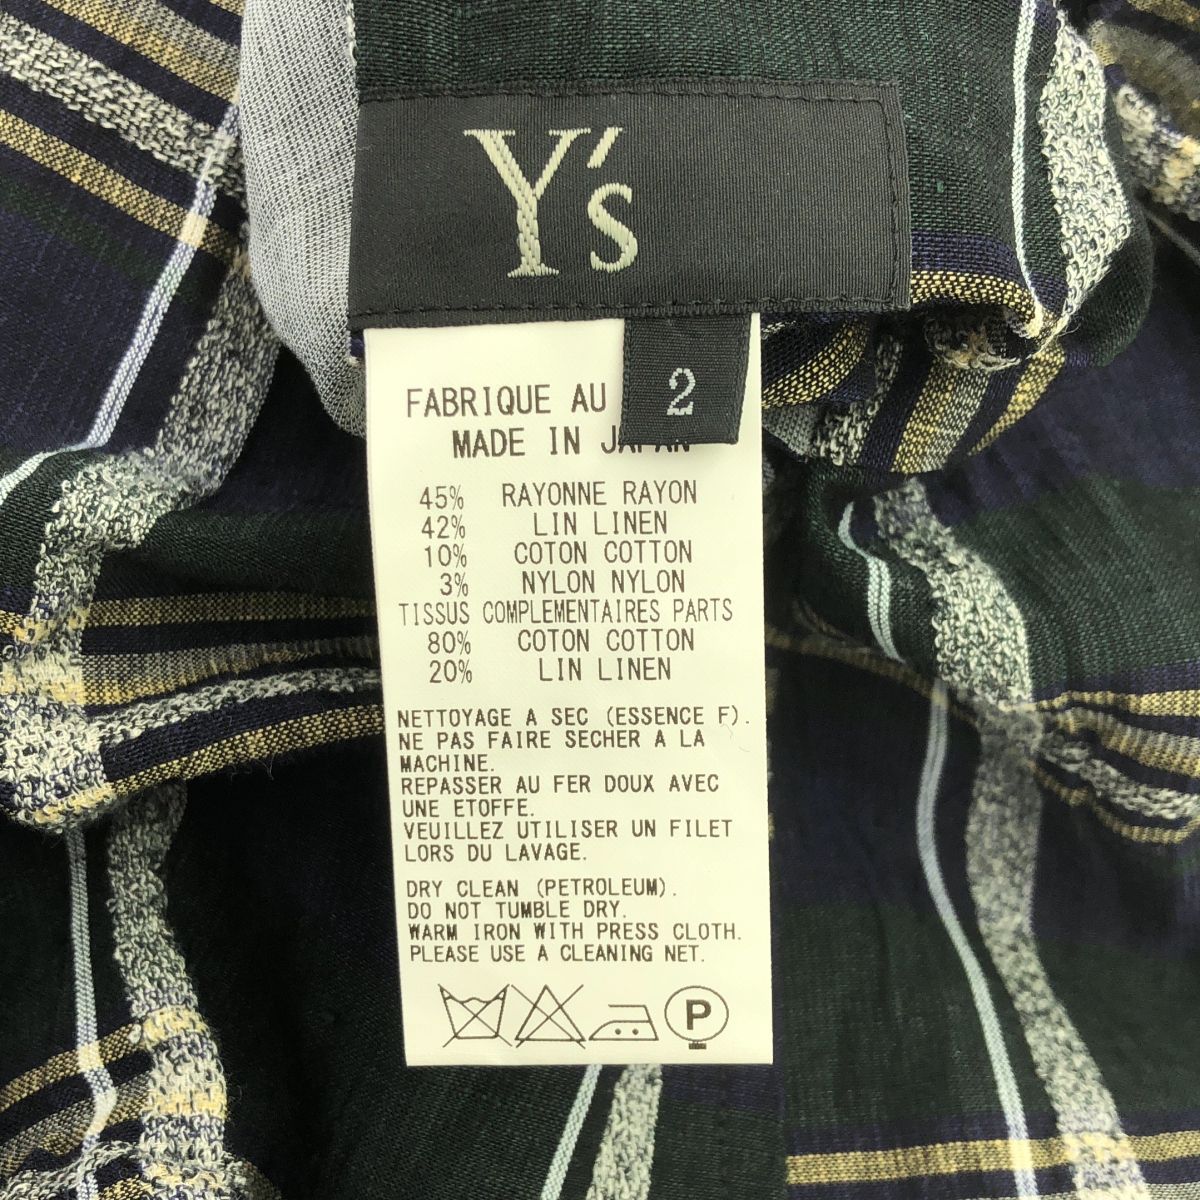 Y's
2
FABRIQUE AU
MADE IN JAPAN
45% RAYONNE RAYON
42% LIN LINEN
10% COTON COTTON
3% NYLON NYLON
TISSUS COMPLEMENTAIRES PARTS
80% COTON COTTON
20% LIN LINEN
NETTOYAGE A SEC (ESSENCE F).
NE PAS FAIRE SECHER A LA
MACHINE.
REPASSER AU FER DOUX AVEC
UNE ETOFFE.
VEUILLEZ UTILISER UN FILET
LORS DU LAVAGE.
DRY CLEAN (PETROLEUM).
DO NOT TUMBLE DRY.
WARM IRON WITH PRESS CLOTH.
PLEASE USE A CLEANING NET.
P